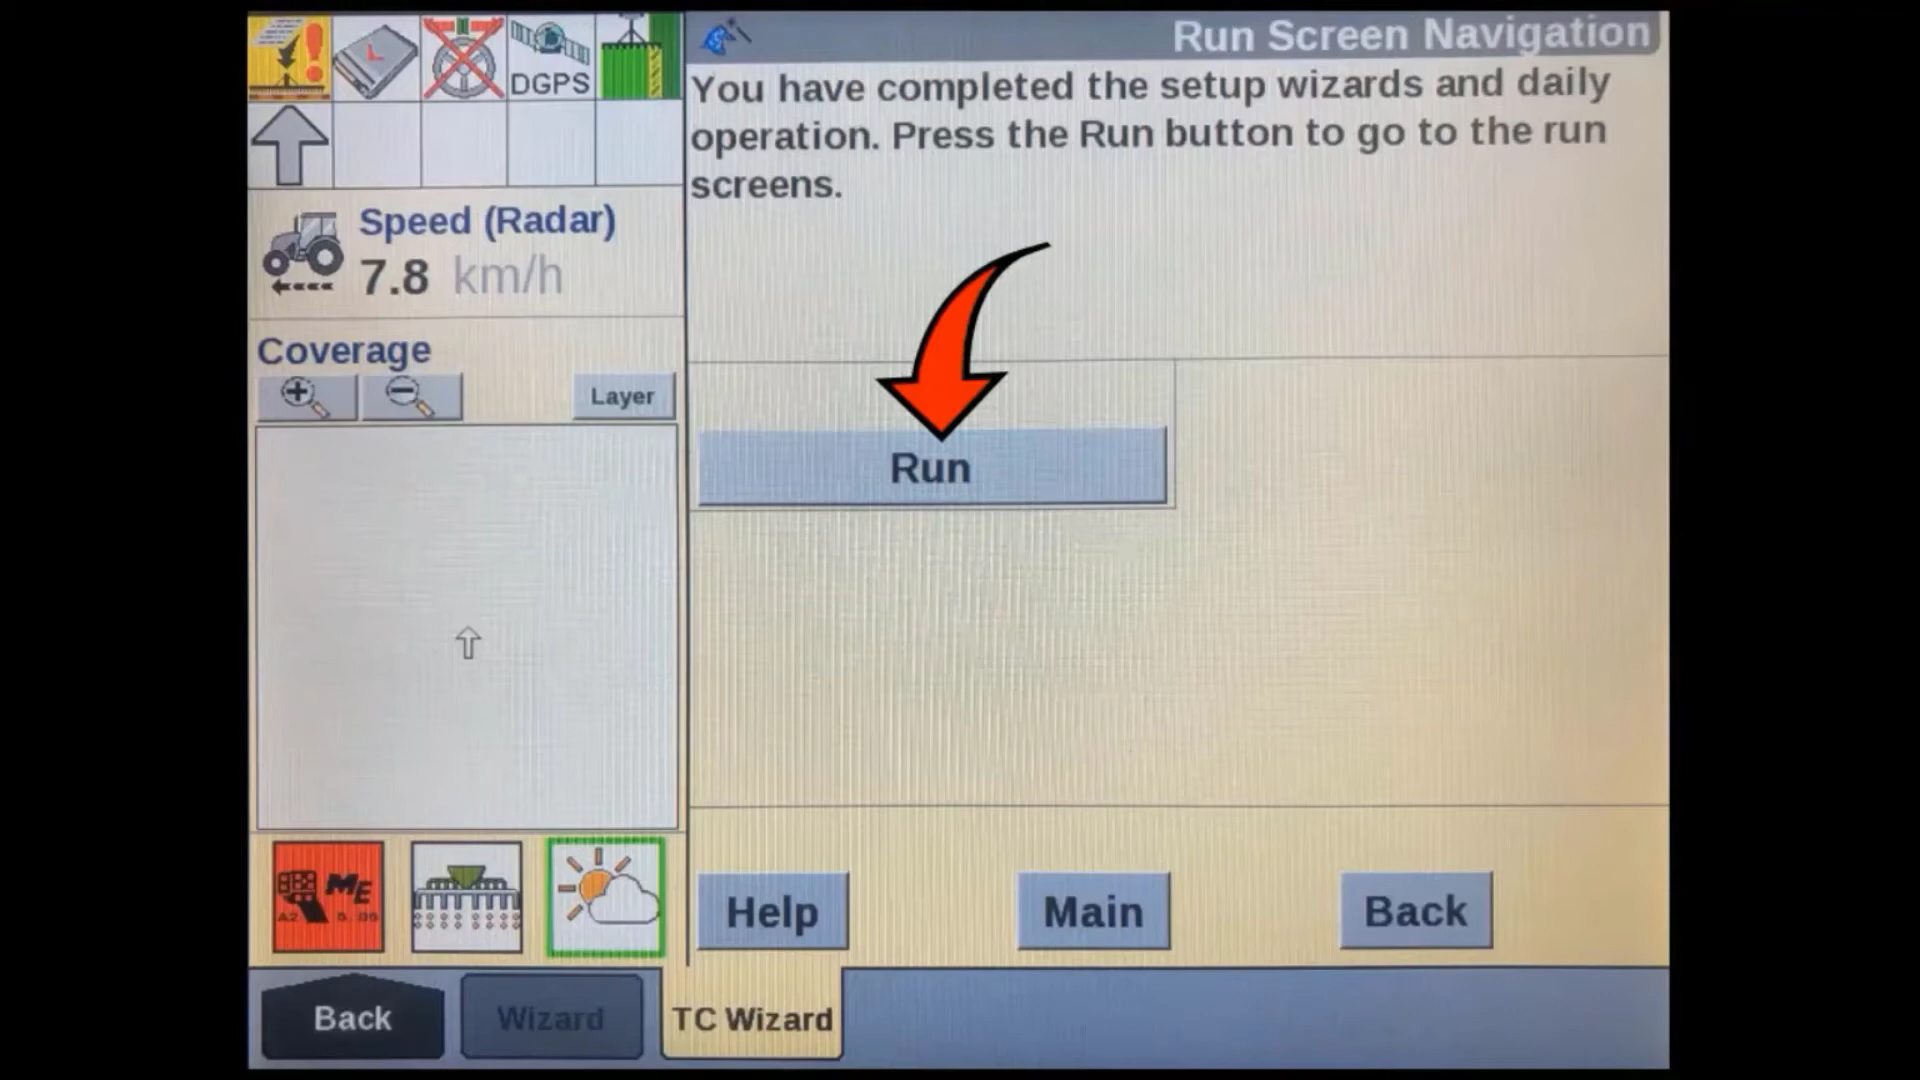 Run Screen Navigation
L
DGPS
You have completed the setup wizards and daily
operation. Press the Run button to go to the run
screens.
Speed (Radar)
7.8 km/h
Coverage
Layer
Run
ME
A2
Help
Main
Back
Back
Wizard
TC Wizard